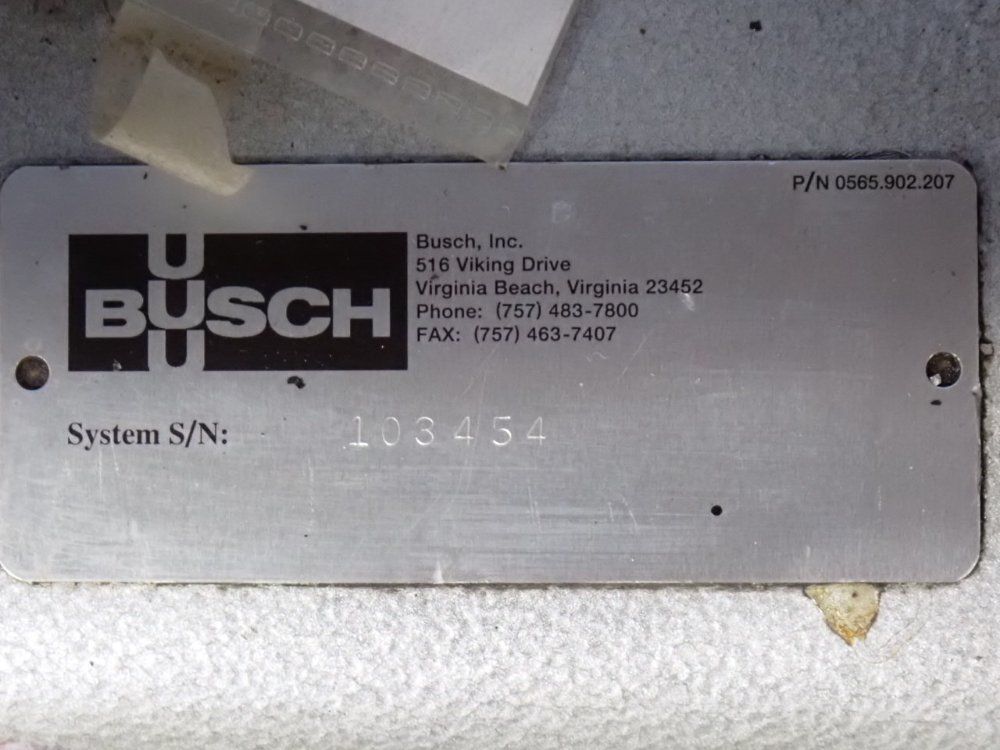 P/N 0565.902.207
U
BUSCH
U
Busch, Inc.
516 Viking Drive
Virginia Beach, Virginia 23452
Phone: (757) 483-7800
FAX: (757) 463-7407
System S/N: 103454